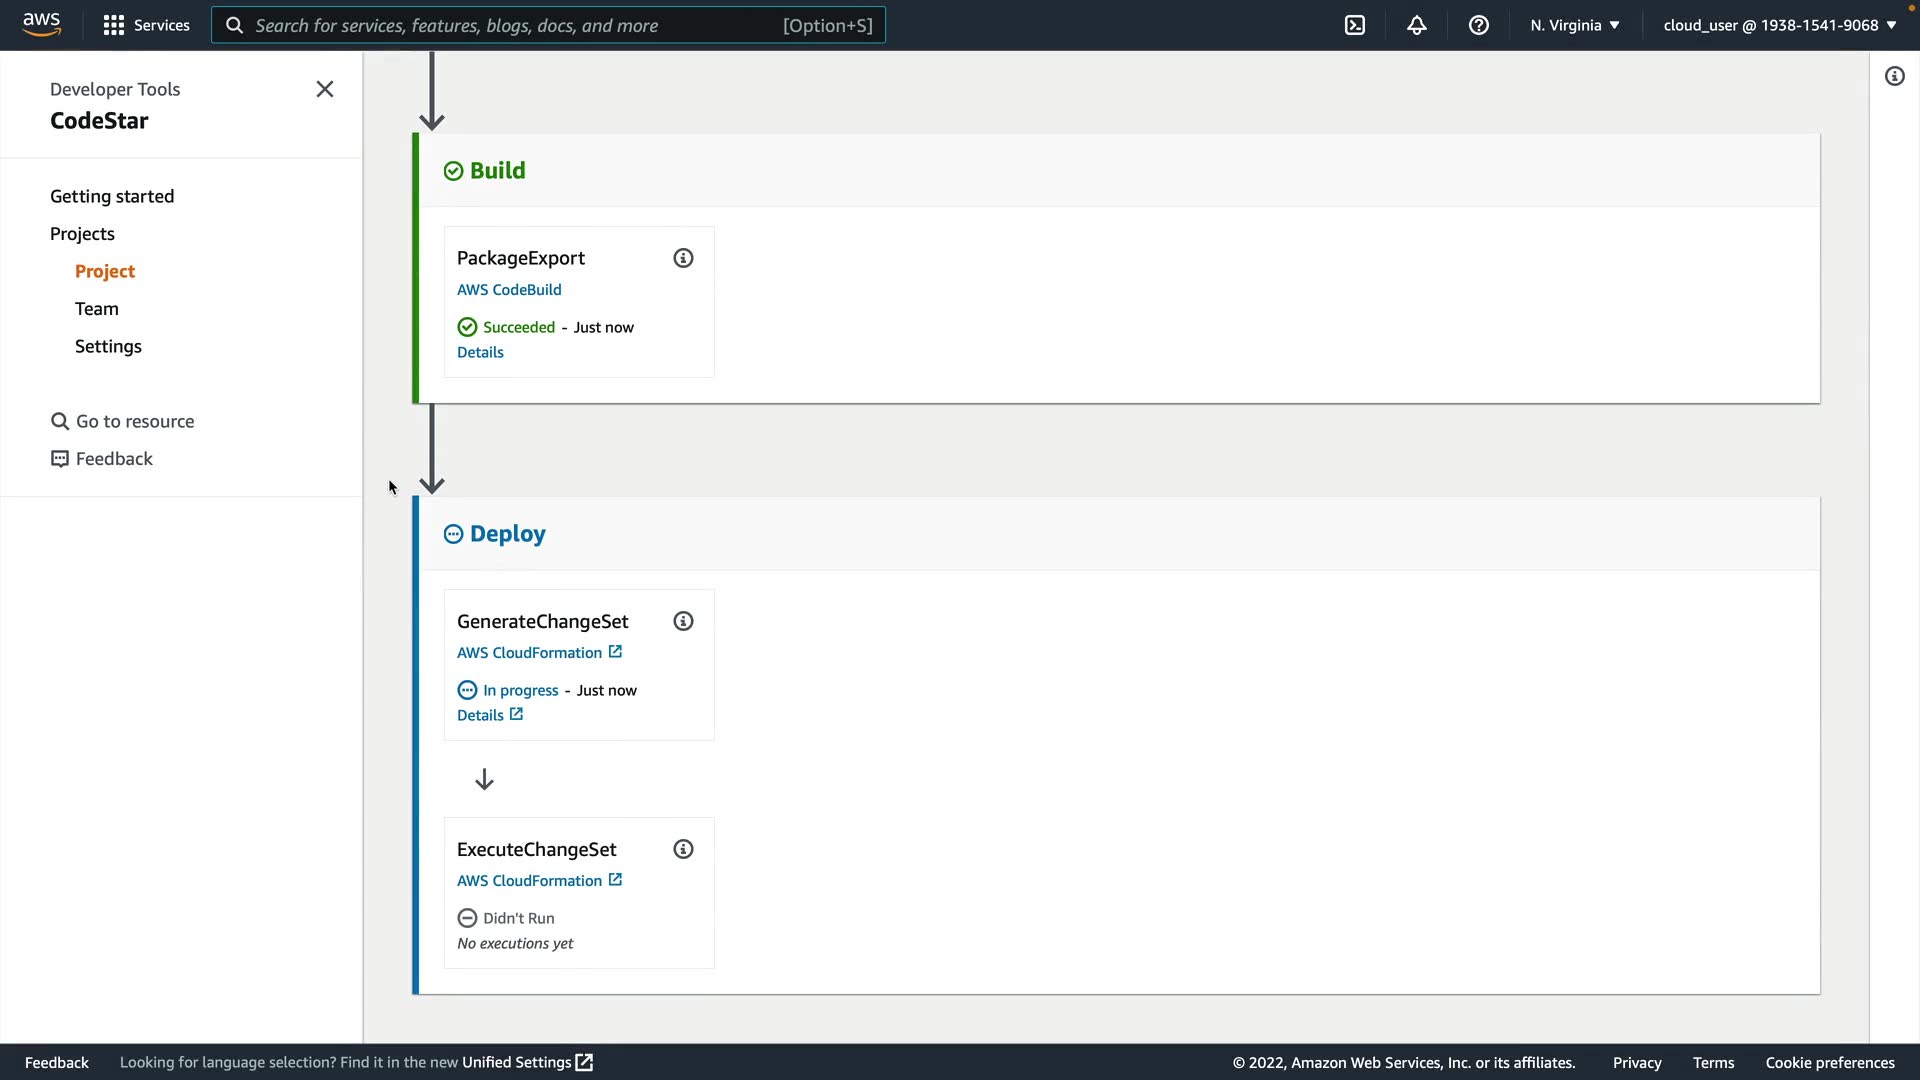 aws
Services
Search for services, features, blogs, docs, and more
[Option+S]
N. Virginia
cloud_user @ 1938-1541-9068
Developer Tools
CodeStar
Getting started
Projects
Project
Team
Settings
Go to resource
Feedback
Build
PackageExport
AWS CodeBuild
Succeeded - Just now
Details
Deploy
GenerateChangeSet
AWS CloudFormation
In progress - Just now
Details
ExecuteChangeSet
AWS CloudFormation
Didn't Run
No executions yet
Feedback
Looking for language selection? Find it in the new Unified Settings
© 2022, Amazon Web Services, Inc. or its affiliates.
Privacy
Terms
Cookie preferences